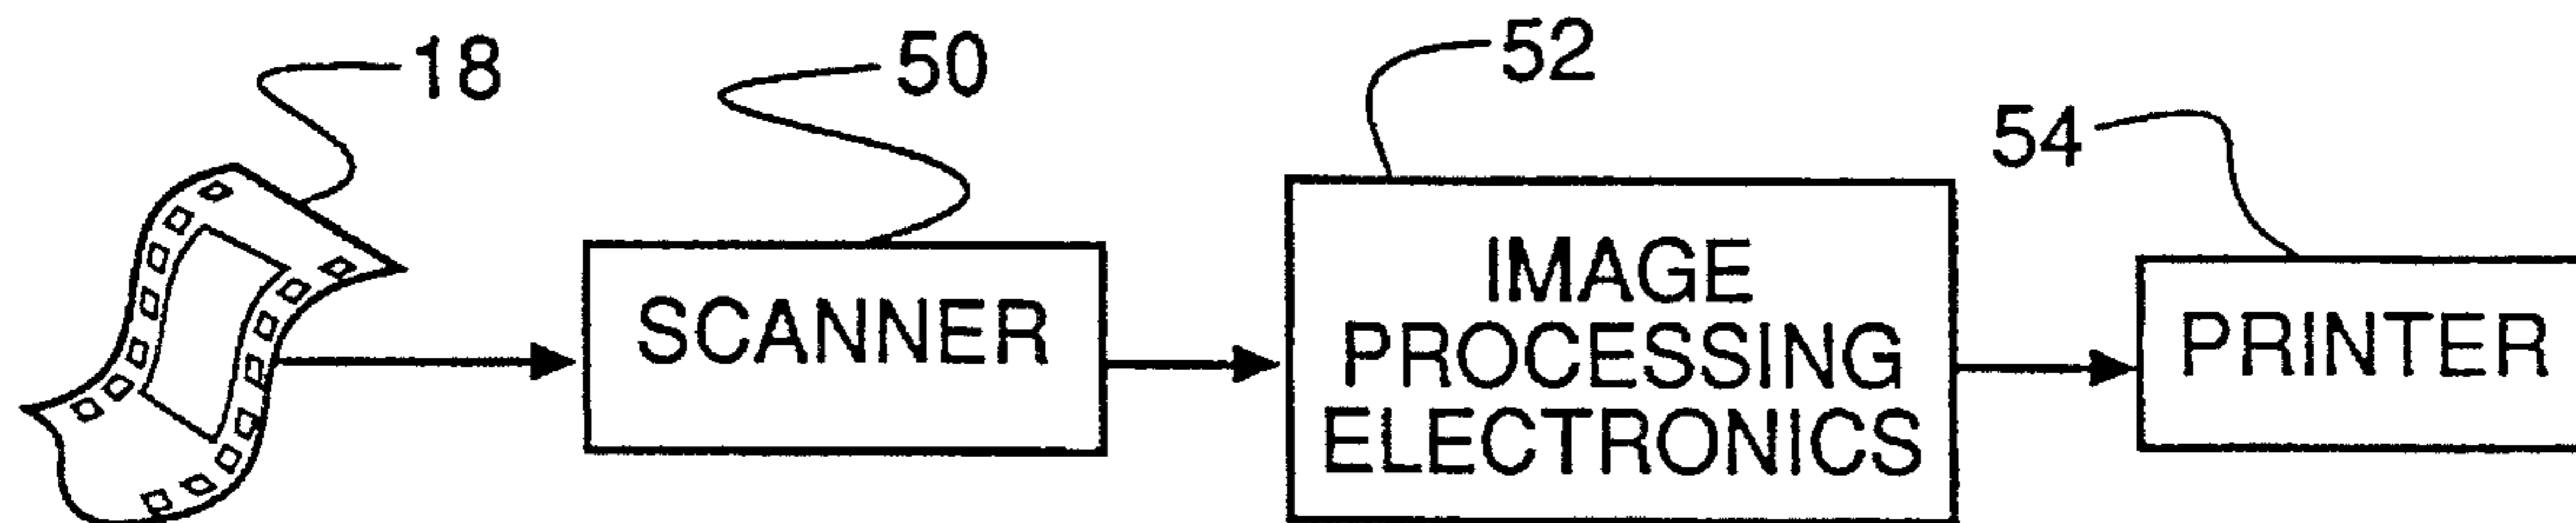 18
50
52
54
SCANNER
IMAGE
PROCESSING
ELECTRONICS
PRINTER